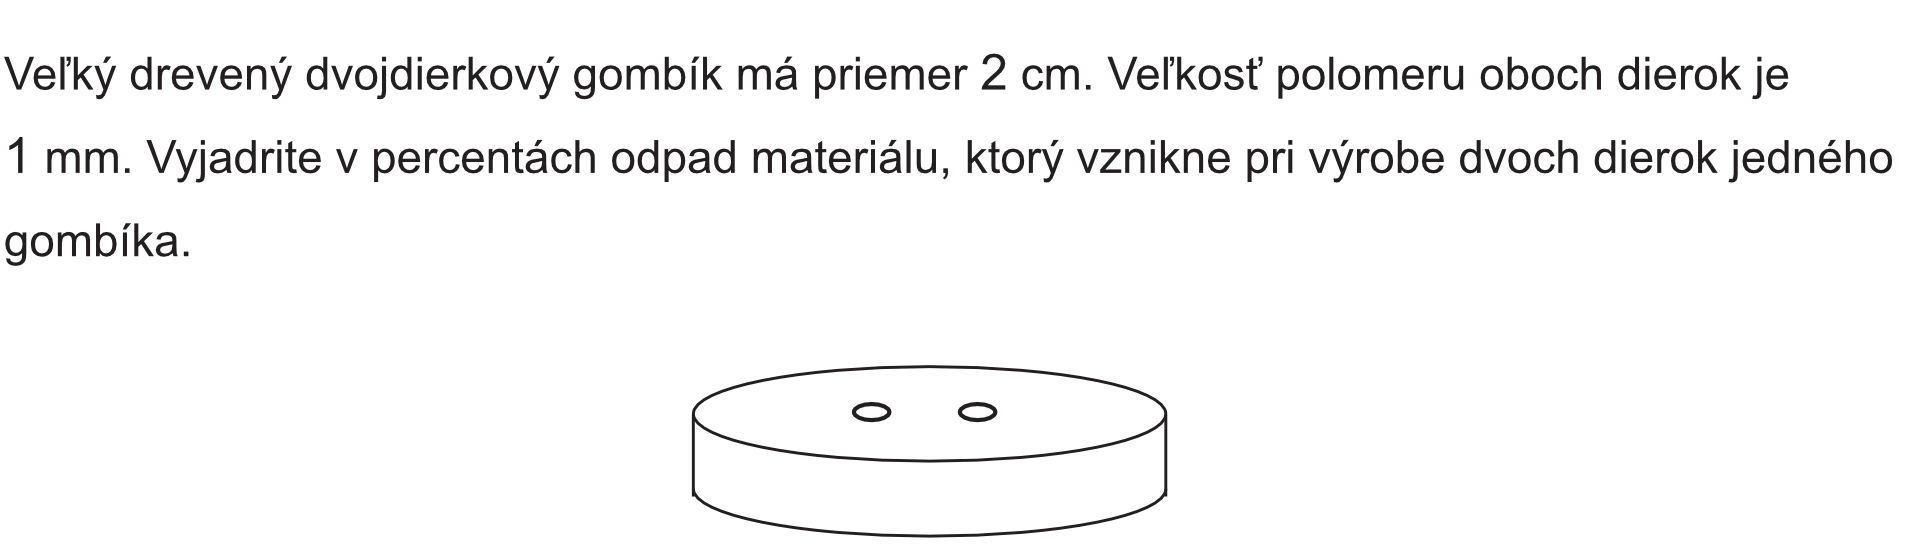 Veľký drevený dvojdierkový gombík má priemer 2 cm. Veľkosť polomeru oboch dierok je
1 mm. Vyjadrite v percentách odpad materiálu, ktorý vznikne pri výrobe dvoch dierok jedného
gombíka.